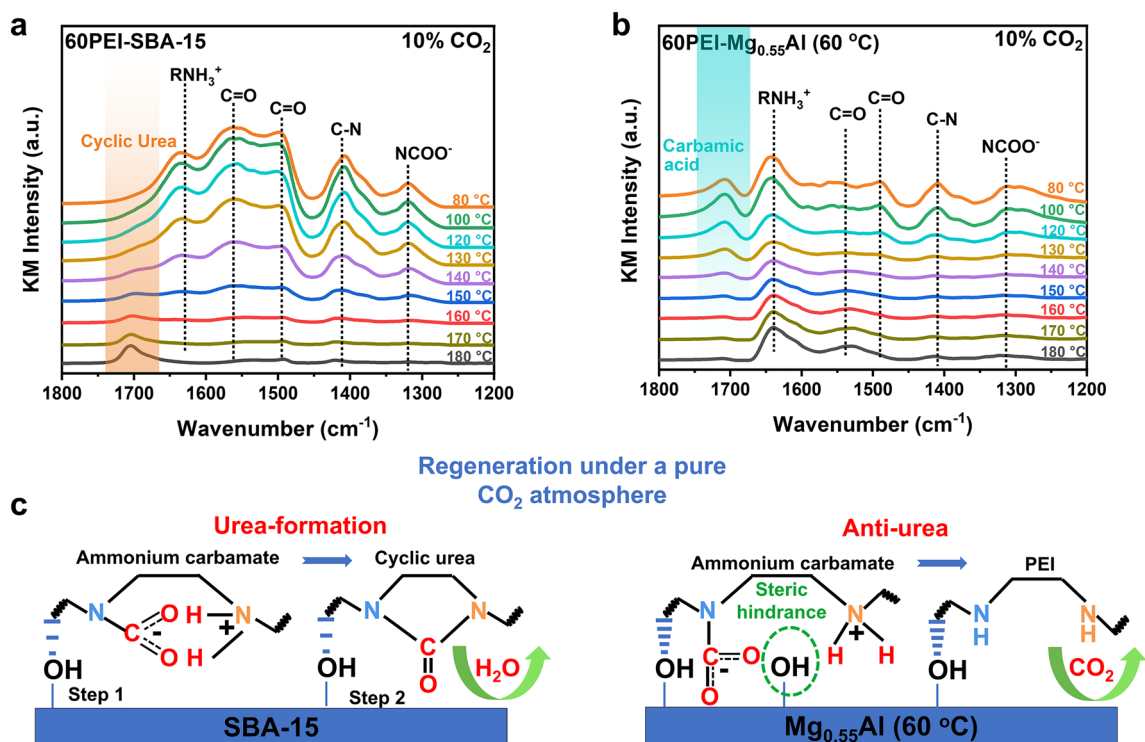 a
60PEI-SBA-15
10% CO₂
RNH₃⁺
C=O
C=O
C-N
NCOO⁻
Cyclic Urea
80 °C
100 °C
120 °C
130 °C
140 °C
150 °C
160 °C
170 °C
180 °C
KM Intensity (a.u.)
1800 1700 1600 1500 1400 1300 1200
Wavenumber (cm⁻¹)
b
60PEI-Mg₀.₅₅Al (60 °C)
10% CO₂
RNH₃⁺
C=O
C=O
C-N
NCOO⁻
Carbamic
acid
80 °C
100 °C
120 °C
130 °C
140 °C
150 °C
160 °C
170 °C
180 °C
KM Intensity (a.u.)
1800 1700 1600 1500 1400 1300 1200
Wavenumber (cm⁻¹)
Regeneration under a pure
CO₂ atmosphere
c
Urea-formation
Ammonium carbamate
Cyclic urea
N
O H
N
C
-
+
O H
OH
Step 1
N
N
C
O
OH
H₂O
Step 2
SBA-15
Anti-urea
Ammonium carbamate
PEI
Steric
hindrance
N
N
+
H H
OH
C
O
-
O
OH
N
H
N
H
OH
CO₂
Mg₀.₅₅Al (60 °C)